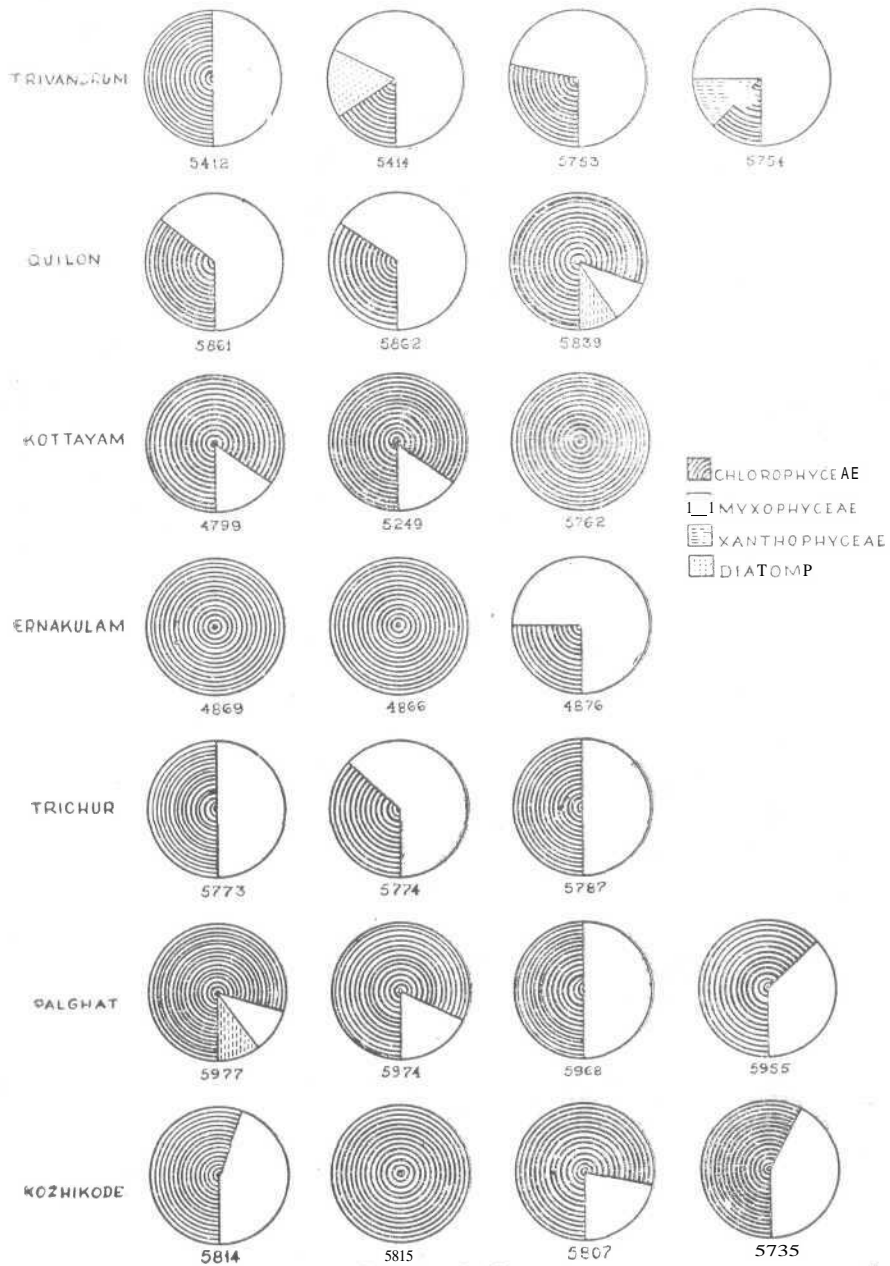 TRIVANDRUM
5412 5414 5753 5754
QUILON
5861 5862 5839
KOTTAYAM
4799 5249 5762
CHLOROPHYCEAE
1__1 MYXOPHYCEAE
XANTHOPHYCEAE
DIATOMP
ERNAKULAM
4869 4866 4876
TRICHUR
5773 5774 5787
PALGHAT
5977 5974 5968 5955
KOZHIKODE
5814 5815 5807 5735